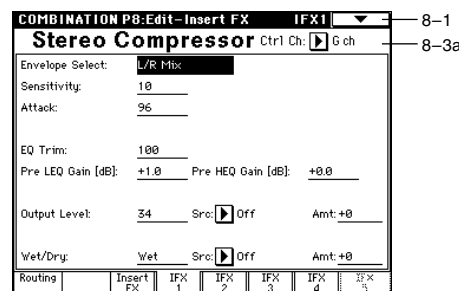 COMBINATION P8:Edit-Insert FX IFX1 8-1
Stereo Compressor Ctrl Ch: G ch 8-3a
Envelope Select: L/R Mix
Sensitivity: 10
Attack: 96
EQ Trim: 100
Pre LEQ Gain [dB]: +1.0 Pre HEQ Gain [dB]: +0.0
Output Level: 34 Src: Off Amt: +0
Wet/Dry: Wet Src: Off Amt: +0
Routing Insert FX IFX 1 IFX 2 IFX 3 IFX 4 IFX 5